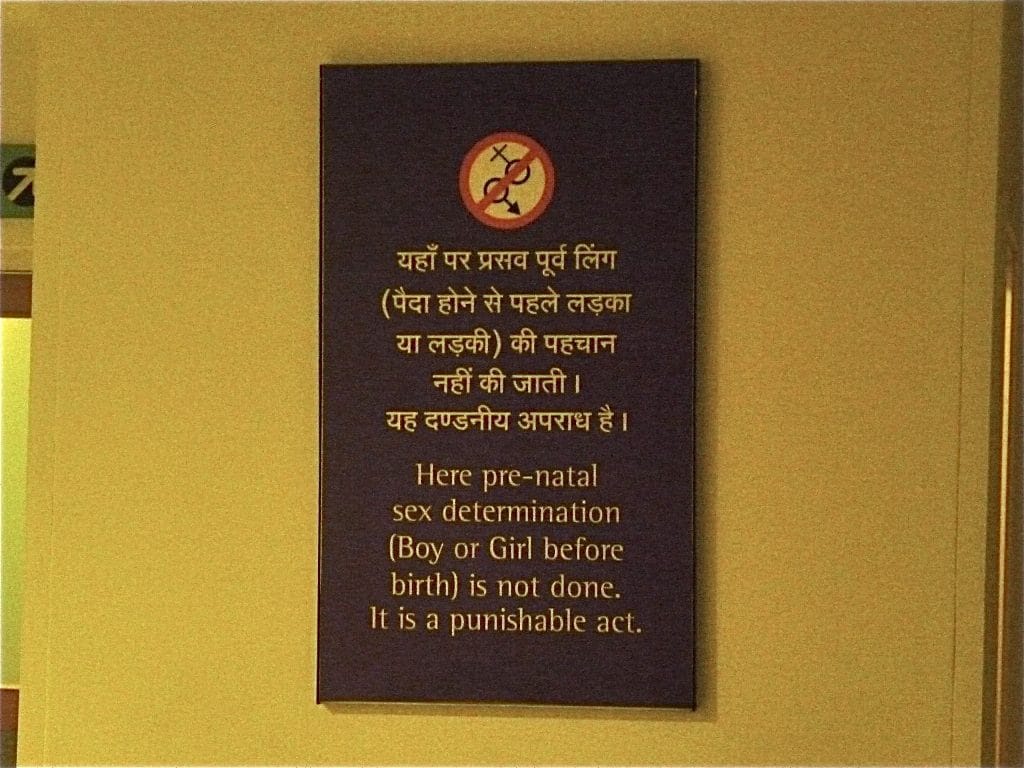 यहाँ पर प्रसव पूर्व लिंग
(पैदा होने से पहले लड़का
या लड़की) की पहचान
नहीं की जाती।
यह दण्डनीय अपराध है।
Here pre-natal
sex determination
(Boy or Girl before
birth) is not done.
It is a punishable act.